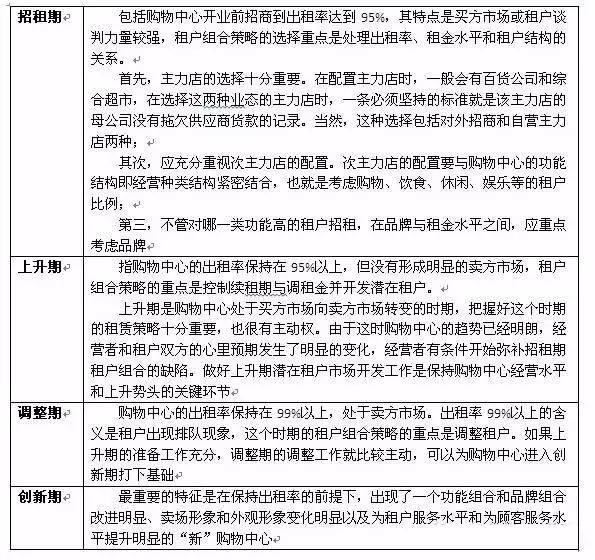 招租期
包括购物中心开业前招商到出租率达到 95%，其特点是买方市场或租户谈
判力量较强，租户组合策略的选择重点是处理出租率、租金水平和租户结构的
关系。
首先，主力店的选择十分重要。在配置主力店时，一般会有百货公司和综
合超市，在选择这两种业态的主力店时，一条必须坚持的标准就是该主力店的
母公司没有拖欠供应商货款的记录。当然，这种选择包括对外招商和自营主力
店两种；
其次，应充分重视次主力店的配置。次主力店的配置要与购物中心的功能
结构即经营种类结构紧密结合，也就是考虑购物、饮食、休闲、娱乐等的租户
比例；
第三，不管对哪一类功能高的租户招租，在品牌与租金水平之间，应重点
考虑品牌
上升期
指购物中心的出租率保持在 95%以上，但没有形成明显的卖方市场，租户
组合策略的重点是控制续租期与调租金并开发潜在租户。
上升期是购物中心处于买方市场向卖方市场转变的时期，把握好这个时期
的租赁策略十分重要，也很有主动权。由于这时购物中心的趋势已经明朗，经
营者和租户双方的心里预期发生了明显的变化，经营者有条件开始弥补招租期
租户组合的缺陷。做好上升期潜在租户市场开发工作是保持购物中心经营水平
和上升势头的关键环节
调整期
购物中心的出租率保持在 99%以上，处于卖方市场。出租率 99%以上的含
义是租户出现排队现象，这个时期的租户组合策略的重点是调整租户。如果上
升期的准备工作充分，调整期的调整工作就比较主动，可以为购物中心进入创
新期打下基础
创新期
最重要的特征是在保持出租率的前提下，出现了一个功能组合和品牌组合
改进明显、卖场形象和外观形象变化明显以及为租户服务水平和为顾客服务水
平提升明显的“新”购物中心